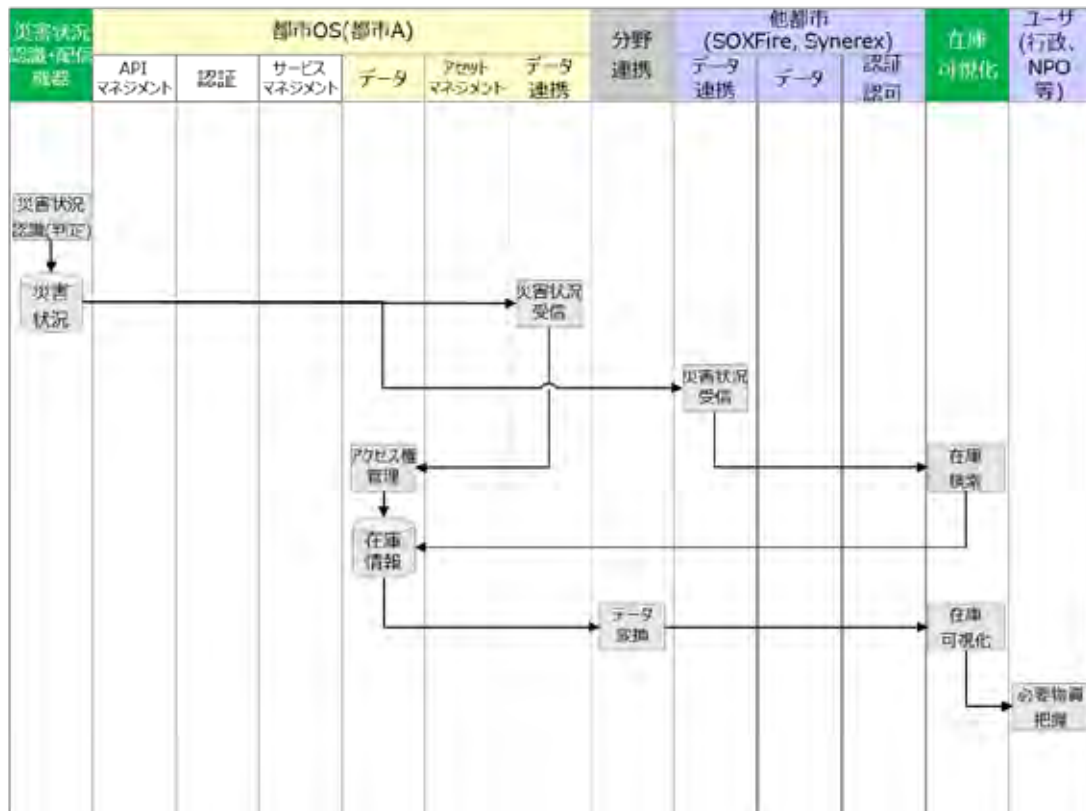 災害状況
認識・配信
機器
都市OS(都市A)
API
マネジメント
認証
サービス
マネジメント
データ
アセット
マネジメント
データ
連携
分野
連携
他都市
(SOXFire, Synerex)
データ
連携
データ
認証
認可
在庫
可視化
ユーザ
(行政、
NPO
等)
災害状況
認識(判定)
災害
状況
災害状況
受信
災害状況
受信
アクセス権
管理
在庫
検索
在庫
情報
データ
変換
在庫
可視化
必要物資
把握